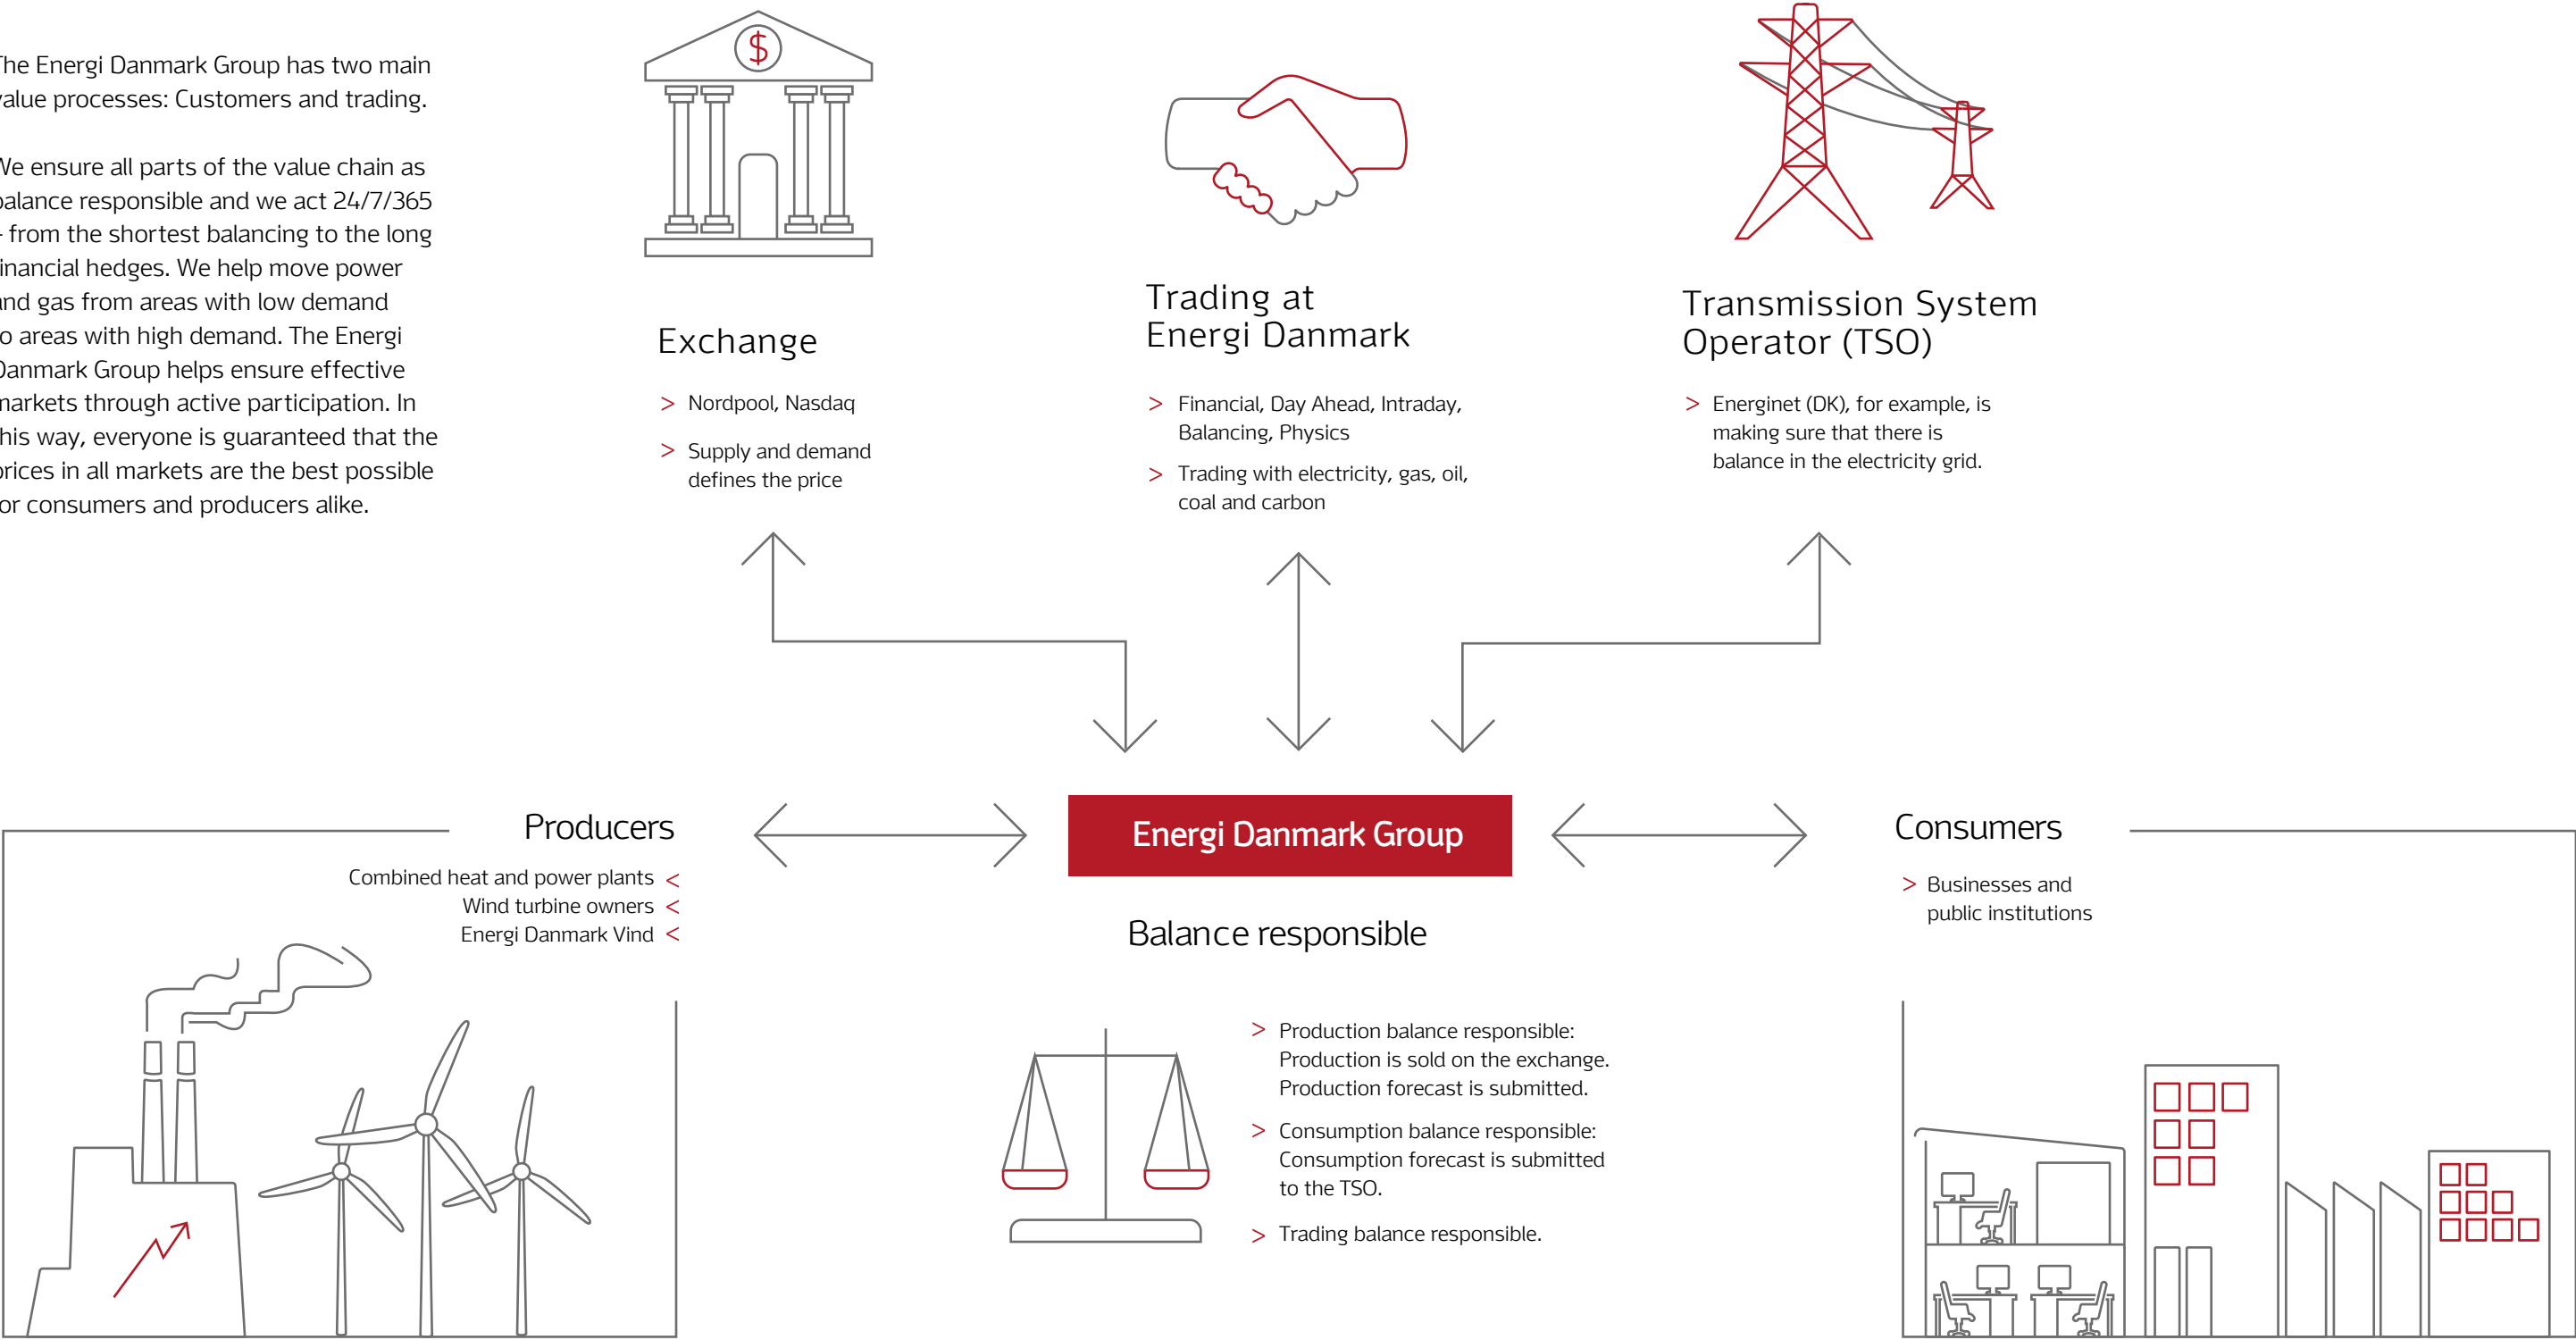 The Energi Danmark Group has two main
value processes: Customers and trading.
We ensure all parts of the value chain as
balance responsible and we act 24/7/365
- from the shortest balancing to the long
financial hedges. We help move power
and gas from areas with low demand
to areas with high demand. The Energi
Danmark Group helps ensure effective
markets through active participation. In
this way, everyone is guaranteed that the
prices in all markets are the best possible
for consumers and producers alike.
$
Exchange
> Nordpool, Nasdaq
> Supply and demand
defines the price
Trading at
Energi Danmark
> Financial, Day Ahead, Intraday,
Balancing, Physics
> Trading with electricity, gas, oil,
coal and carbon
Transmission System
Operator (TSO)
> Energinet (DK), for example, is
making sure that there is
balance in the electricity grid.
Producers
Combined heat and power plants <
Wind turbine owners <
Energi Danmark Vind <
Energi Danmark Group
Balance responsible
> Production balance responsible:
Production is sold on the exchange.
Production forecast is submitted.
> Consumption balance responsible:
Consumption forecast is submitted
to the TSO.
> Trading balance responsible.
Consumers
> Businesses and
public institutions